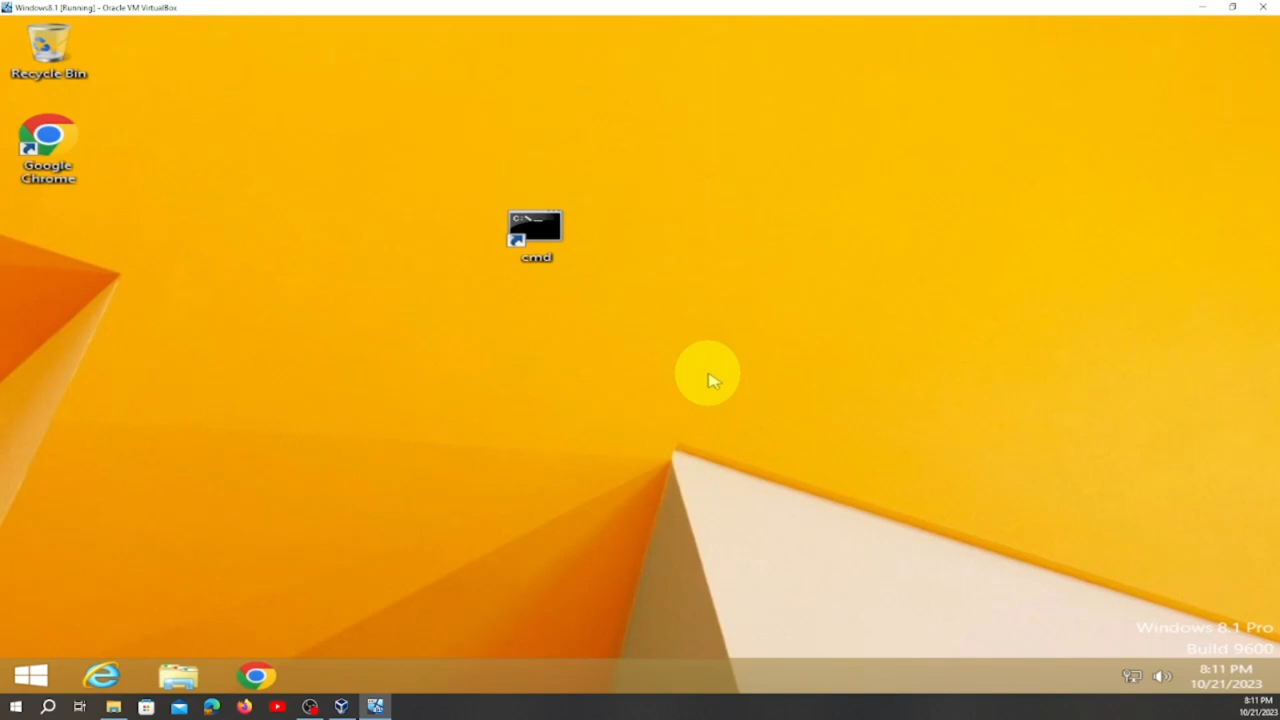 Windows8.1 [Running] - Oracle VM VirtualBox
Recycle Bin
Google
Chrome
C:\_
cmd
Windows 8.1 Pro
Build 9600
8:11 PM
10/21/2023
8:11 PM
10/21/2023